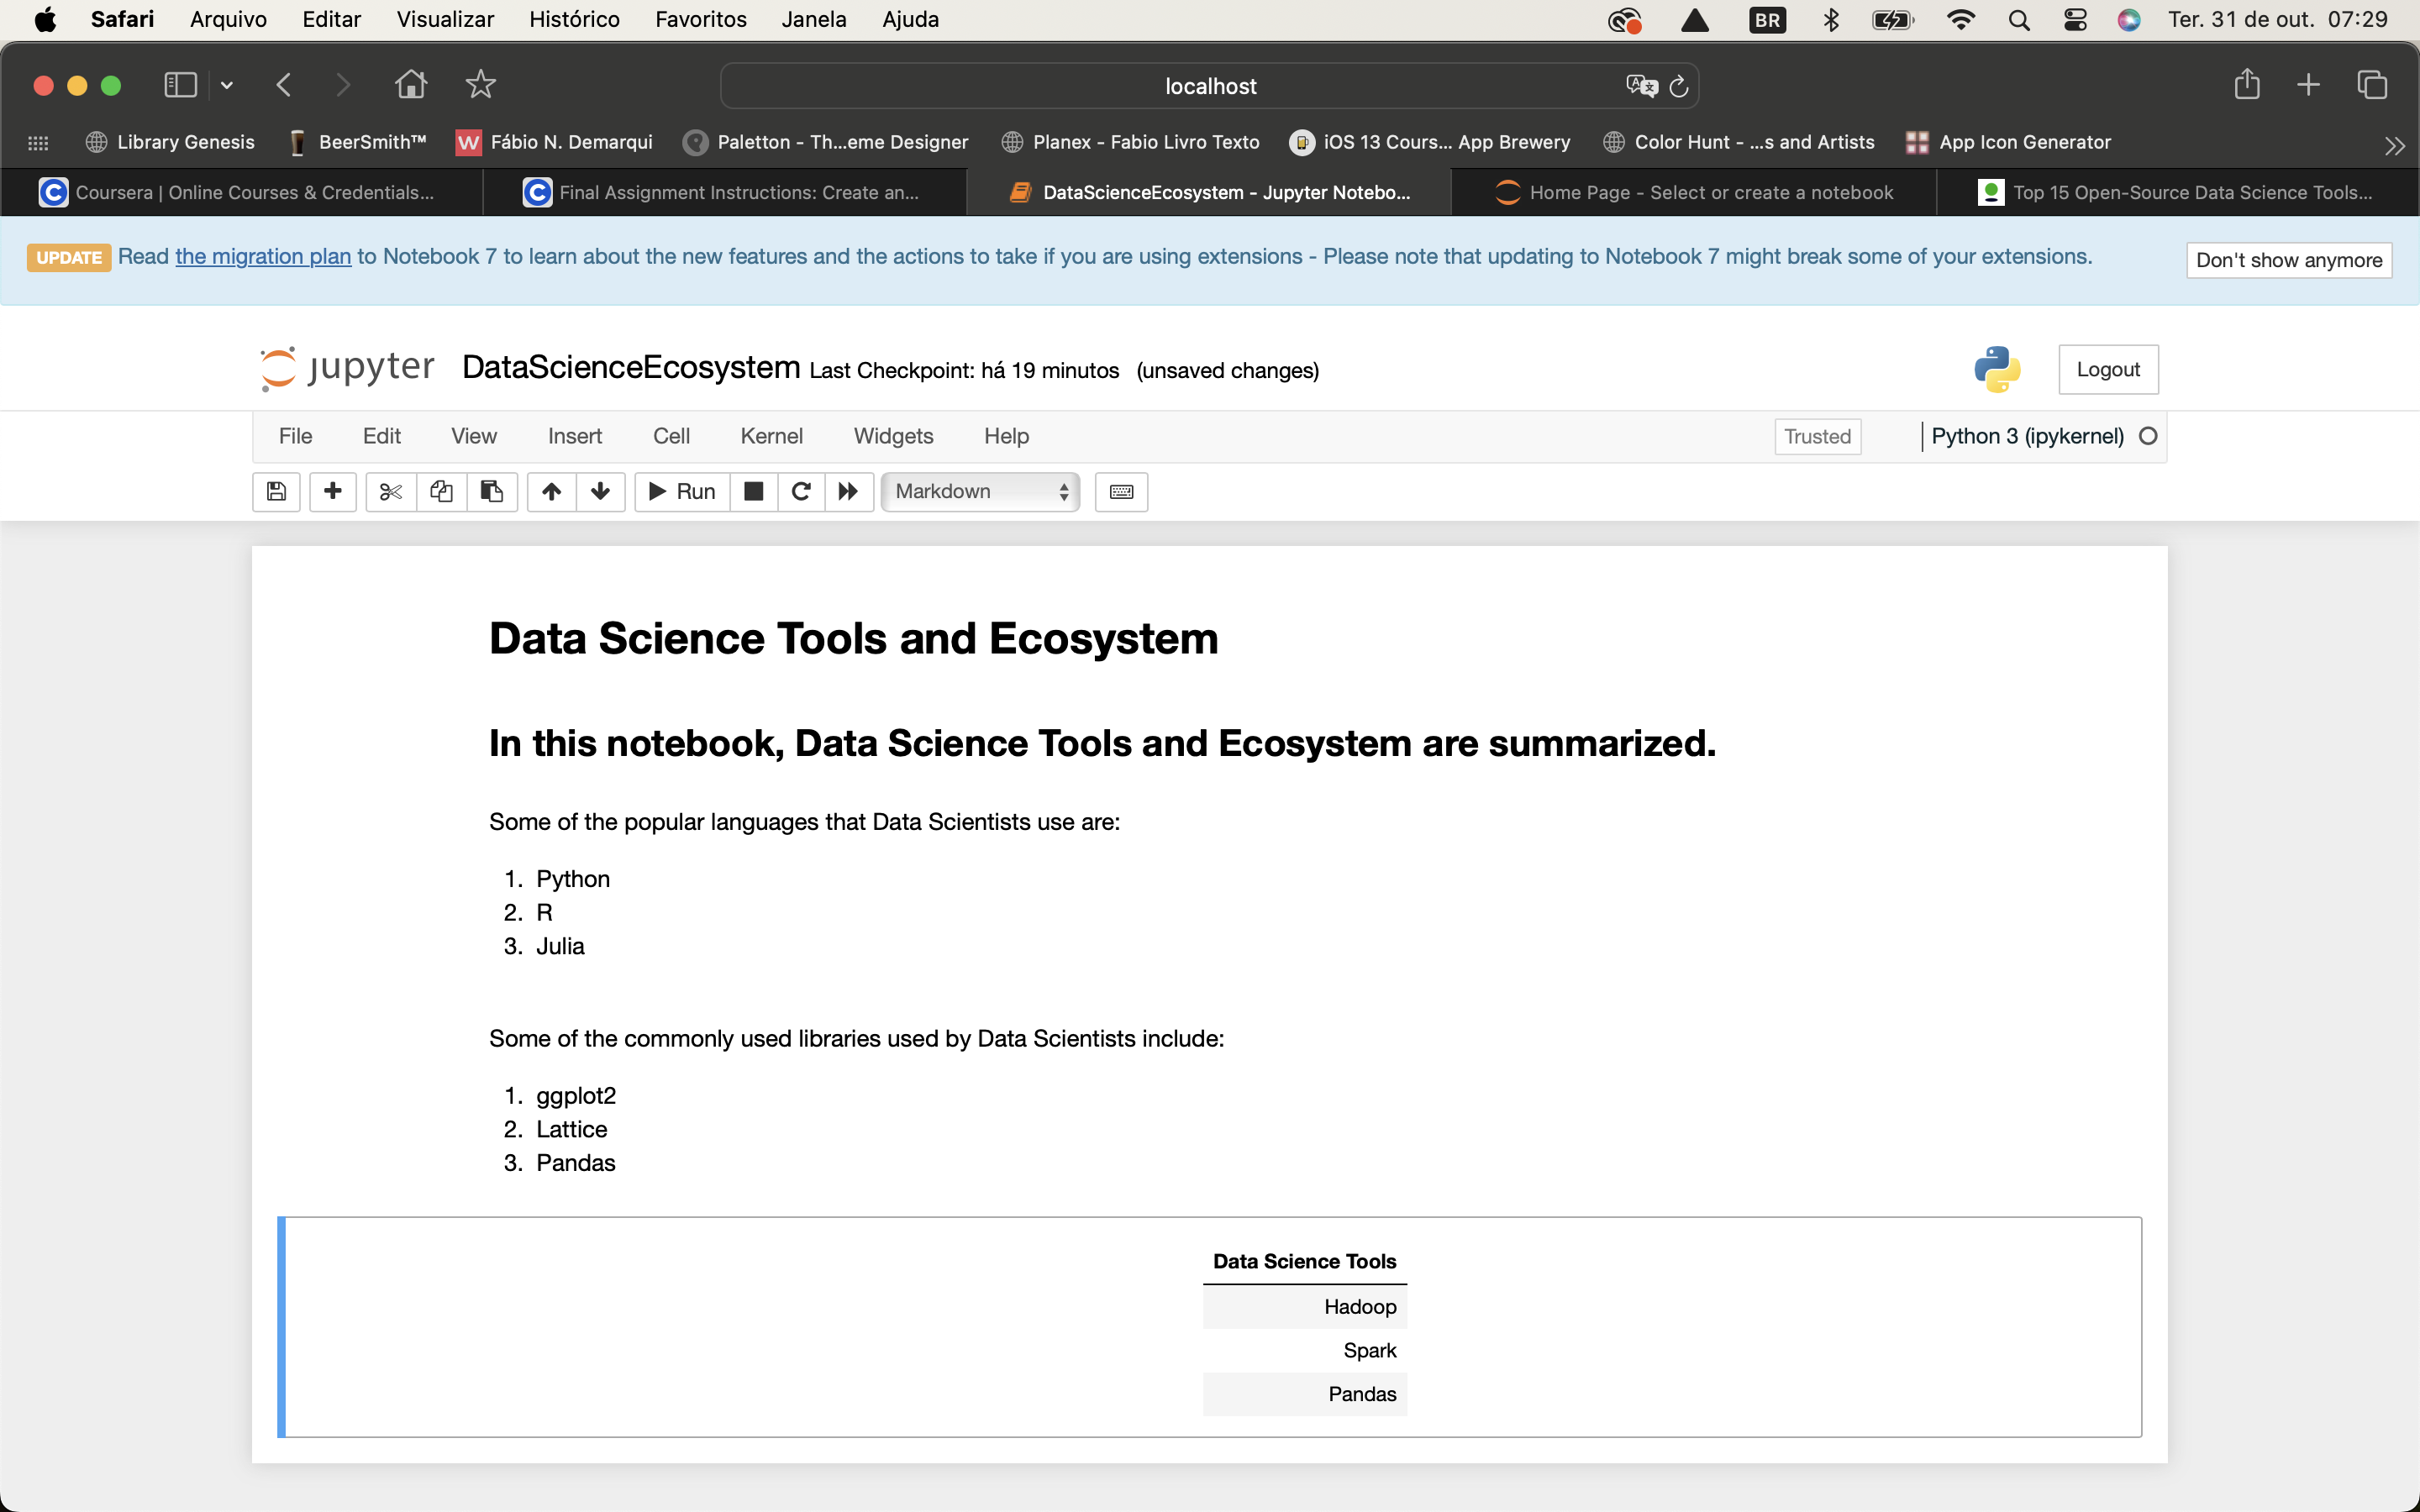 Safari Arquivo Editar Visualizar Histórico Favoritos Janela Ajuda BR Ter. 31 de out. 07:29
localhost
Library Genesis BeerSmith™ W Fábio N. Demarqui Paletton - Th...eme Designer Planex - Fabio Livro Texto iOS 13 Cours... App Brewery Color Hunt - ...s and Artists App Icon Generator
Coursera | Online Courses & Credentials... Final Assignment Instructions: Create an... DataScienceEcosystem - Jupyter Notebo... Home Page - Select or create a notebook Top 15 Open-Source Data Science Tools...
UPDATE Read the migration plan to Notebook 7 to learn about the new features and the actions to take if you are using extensions - Please note that updating to Notebook 7 might break some of your extensions. Don't show anymore
jupyter DataScienceEcosystem Last Checkpoint: há 19 minutos (unsaved changes) Logout
File Edit View Insert Cell Kernel Widgets Help Trusted Python 3 (ipykernel)
Run Markdown
Data Science Tools and Ecosystem
In this notebook, Data Science Tools and Ecosystem are summarized.
Some of the popular languages that Data Scientists use are:
1. Python
2. R
3. Julia
Some of the commonly used libraries used by Data Scientists include:
1. ggplot2
2. Lattice
3. Pandas
Data Science Tools
Hadoop
Spark
Pandas